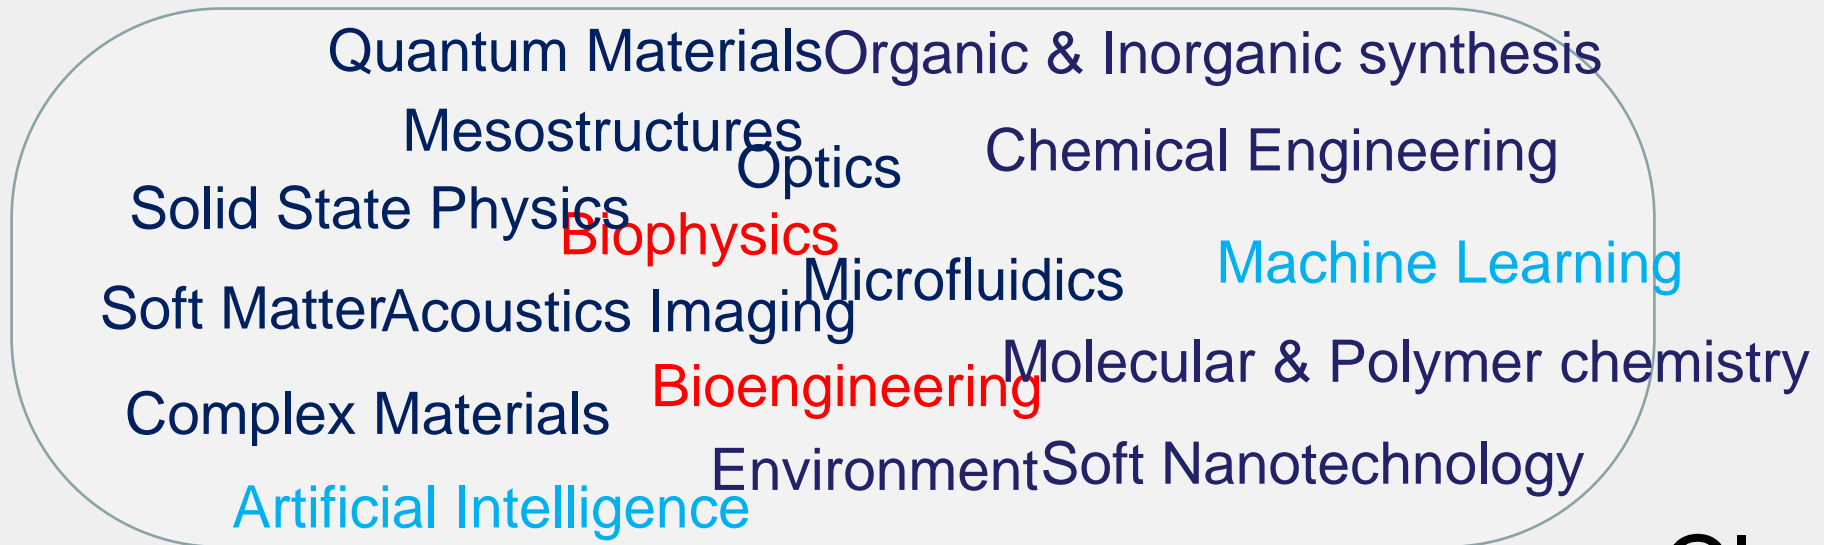 Quantum Materials
Organic & Inorganic synthesis
Mesostructures
Optics
Chemical Engineering
Solid State Physics
Biophysics
Machine Learning
Microfluidics
Soft Matter
Acoustics Imaging
Molecular & Polymer chemistry
Bioengineering
Complex Materials
Environment
Soft Nanotechnology
Artificial Intelligence